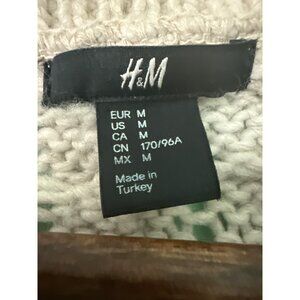 H&M
EUR M
US M
CA M
CN 170/96A
MX M
Made in
Turkey